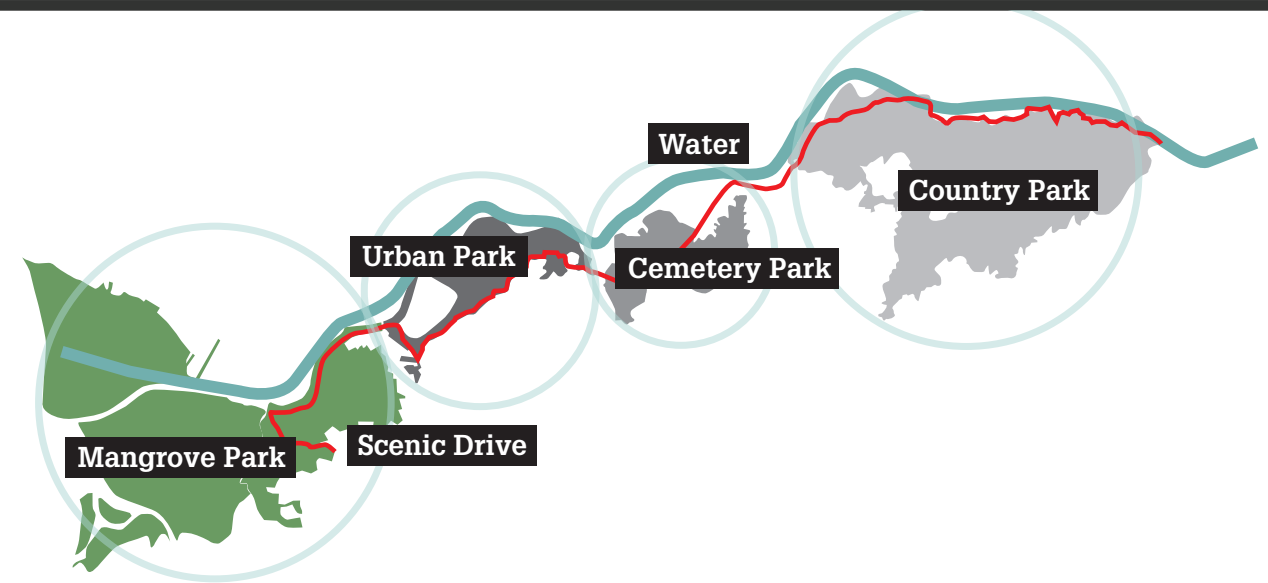 Water
Country Park
Urban Park
Cemetery Park
Scenic Drive
Mangrove Park